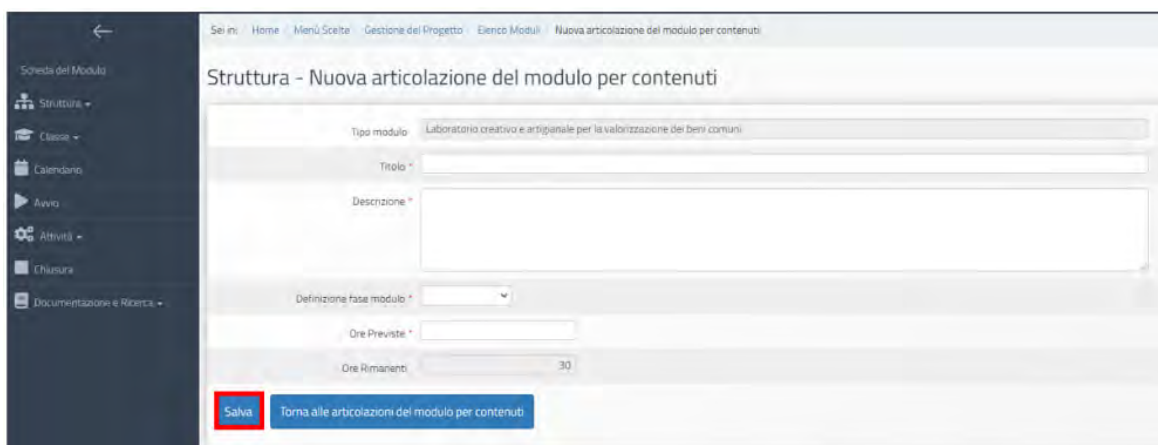 Sei in: / Home / Menù Scelte / Gestione del Progetto / Elenco Moduli / Nuova articolazione del modulo per contenuti
Scheda del Modulo
Struttura
Classe
Calendario
Avvio
Attività
Chiusura
Documentazione e Ricerca
Struttura - Nuova articolazione del modulo per contenuti
Tipo modulo Laboratorio creativo e artigianale per la valorizzazione dei beni comuni
Titolo *
Descrizione *
Definizione fase modulo *
Ore Previste *
Ore Rimanenti 30
Salva Torna alle articolazioni del modulo per contenuti